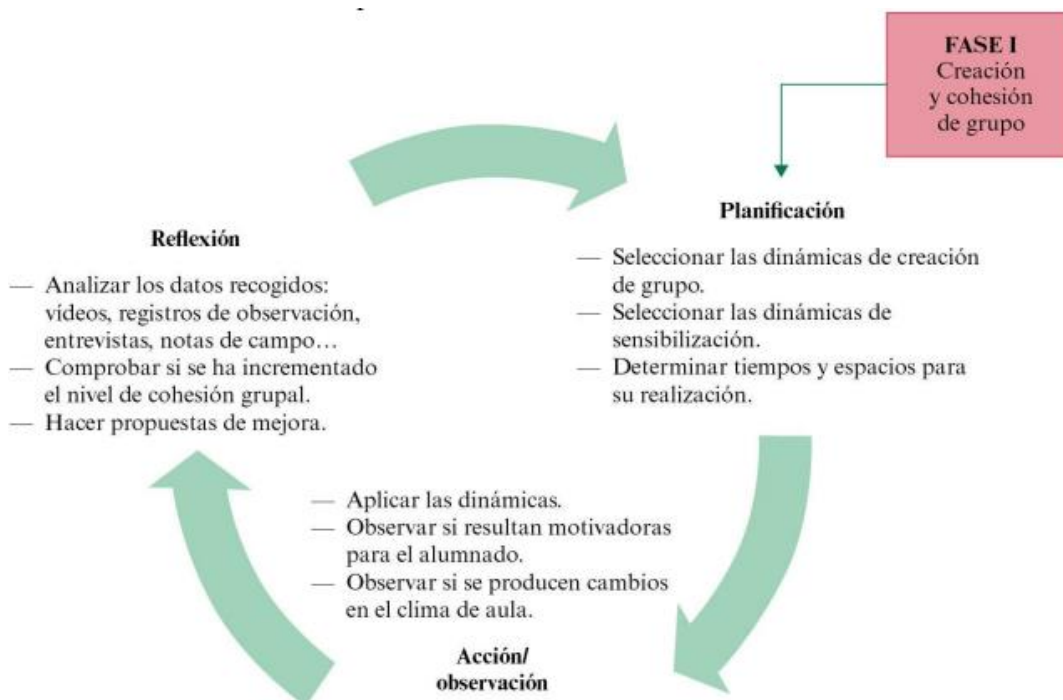 FASE I
Creación
y cohesión
de grupo
Planificación
— Seleccionar las dinámicas de creación
de grupo.
— Seleccionar las dinámicas de
sensibilización.
— Determinar tiempos y espacios para
su realización.
Acción/
observación
— Aplicar las dinámicas.
— Observar si resultan motivadoras
para el alumnado.
— Observar si se producen cambios
en el clima de aula.
Reflexión
— Analizar los datos recogidos:
vídeos, registros de observación,
entrevistas, notas de campo…
— Comprobar si se ha incrementado
el nivel de cohesión grupal.
— Hacer propuestas de mejora.